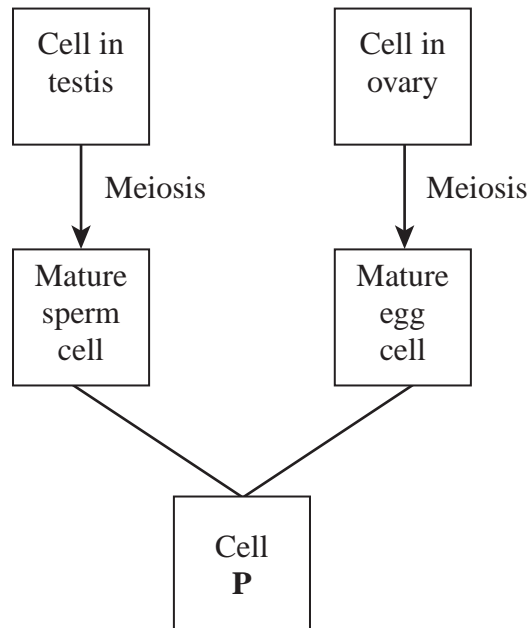 Cell in
testis
Cell in
ovary
Meiosis
Meiosis
Mature
sperm
cell
Mature
egg
cell
Cell
P